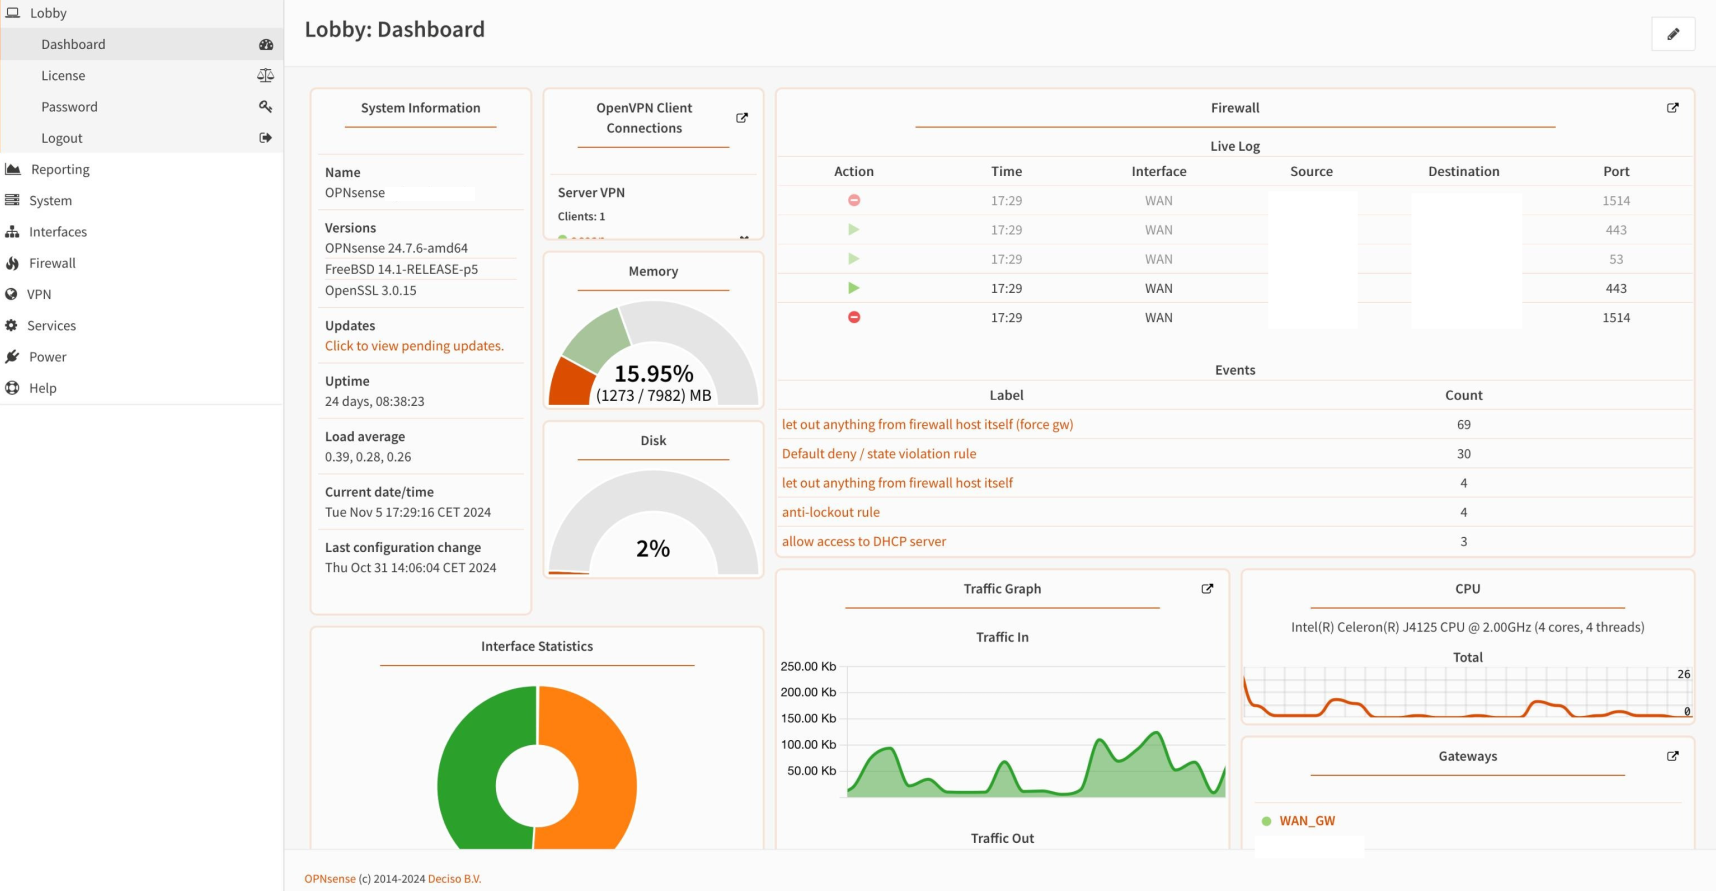 Lobby
Dashboard
License
Password
Logout
Reporting
System
Interfaces
Firewall
VPN
Services
Power
Help
Lobby: Dashboard
System Information
Name
OPNsense
Versions
OPNsense 24.7.6-amd64
FreeBSD 14.1-RELEASE-p5
OpenSSL 3.0.15
Updates
Click to view pending updates.
Uptime
24 days, 08:38:23
Load average
0.39, 0.28, 0.26
Current date/time
Tue Nov 5 17:29:16 CET 2024
Last configuration change
Thu Oct 31 14:06:04 CET 2024
OpenVPN Client
Connections
Server VPN
Clients: 1
Memory
15.95%
(1273 / 7982) MB
Disk
2%
Interface Statistics
Firewall
Live Log
Action Time Interface Source Destination Port
17:29 WAN 1514
17:29 WAN 443
17:29 WAN 53
17:29 WAN 443
17:29 WAN 1514
Events
Label Count
let out anything from firewall host itself (force gw) 69
Default deny / state violation rule 30
let out anything from firewall host itself 4
anti-lockout rule 4
allow access to DHCP server 3
Traffic Graph
Traffic In
250.00 Kb
200.00 Kb
150.00 Kb
100.00 Kb
50.00 Kb
Traffic Out
CPU
Intel(R) Celeron(R) J4125 CPU @ 2.00GHz (4 cores, 4 threads)
Total
26
0
Gateways
WAN_GW
OPNsense (c) 2014-2024 Deciso B.V.